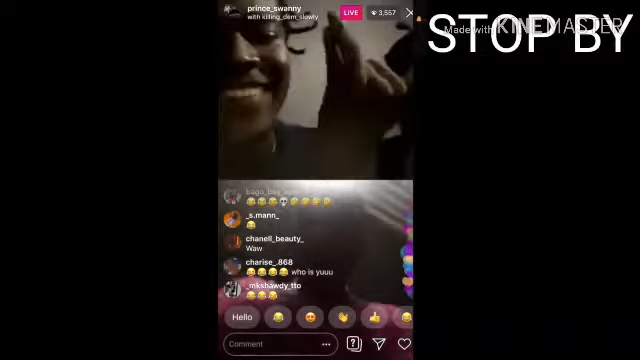 prince_swanny
with killing_dem_slowly
LIVE
3,557
Made with KINEMASTER
STOP BY
😂😂😂💀🤣🤣🤣🤣
_s.mann_
😂
chanell_beauty_
Waw
charise_.868
😂😂😂😂 who is yuuu
_mkshawdy_tto
😂😂😂
Hello 😂 😍 👏 👍 😂
Comment